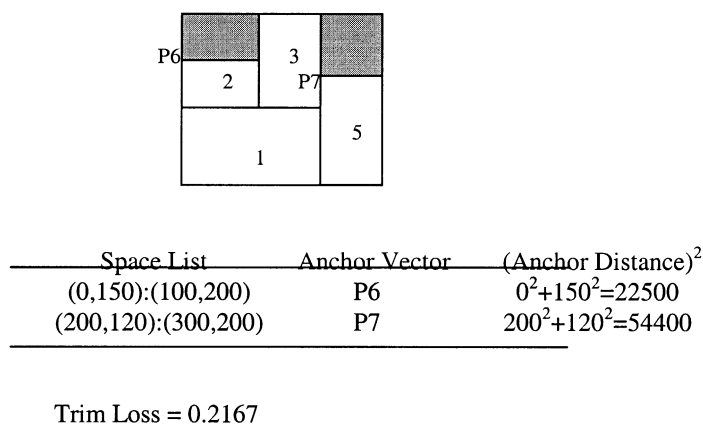 P6
3
2
P7
5
1
Space List Anchor Vector (Anchor Distance)²
(0,150):(100,200) P6 0²+150²=22500
(200,120):(300,200) P7 200²+120²=54400
Trim Loss = 0.2167